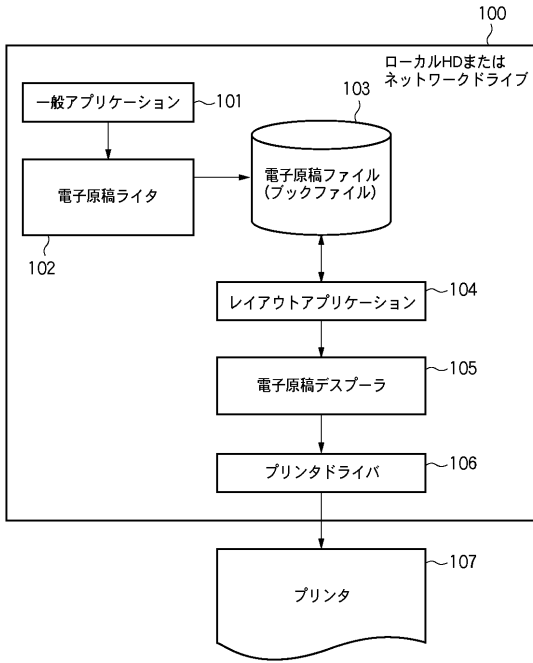 100
ローカルHDまたは
ネットワークドライブ
一般アプリケーション
101
103
電子原稿ライタ
102
電子原稿ファイル
(ブックファイル)
レイアウトアプリケーション
104
電子原稿デスプーラ
105
プリンタドライバ
106
プリンタ
107